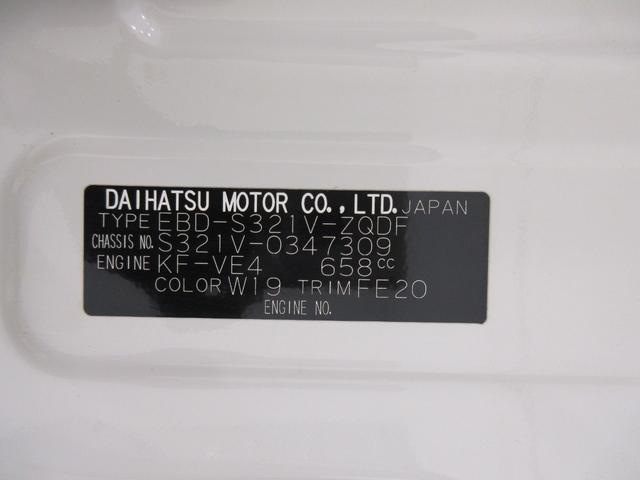 DAIHATSU MOTOR CO.,LTD. JAPAN
TYPE EBD-S321V-ZQDF
CHASSIS NO. S321V-0347309
ENGINE KF-VE4 658cc
COLOR W19 TRIM FE20
ENGINE NO.